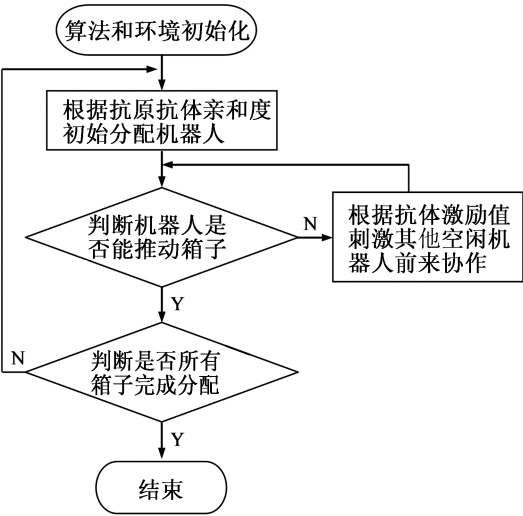 算法和环境初始化
根据抗原抗体亲和度
初始分配机器人
判断机器人是
否能推动箱子
N
根据抗体激励值
刺激其他空闲机
器人前来协作
Y
N
判断是否所有
箱子完成分配
Y
结束